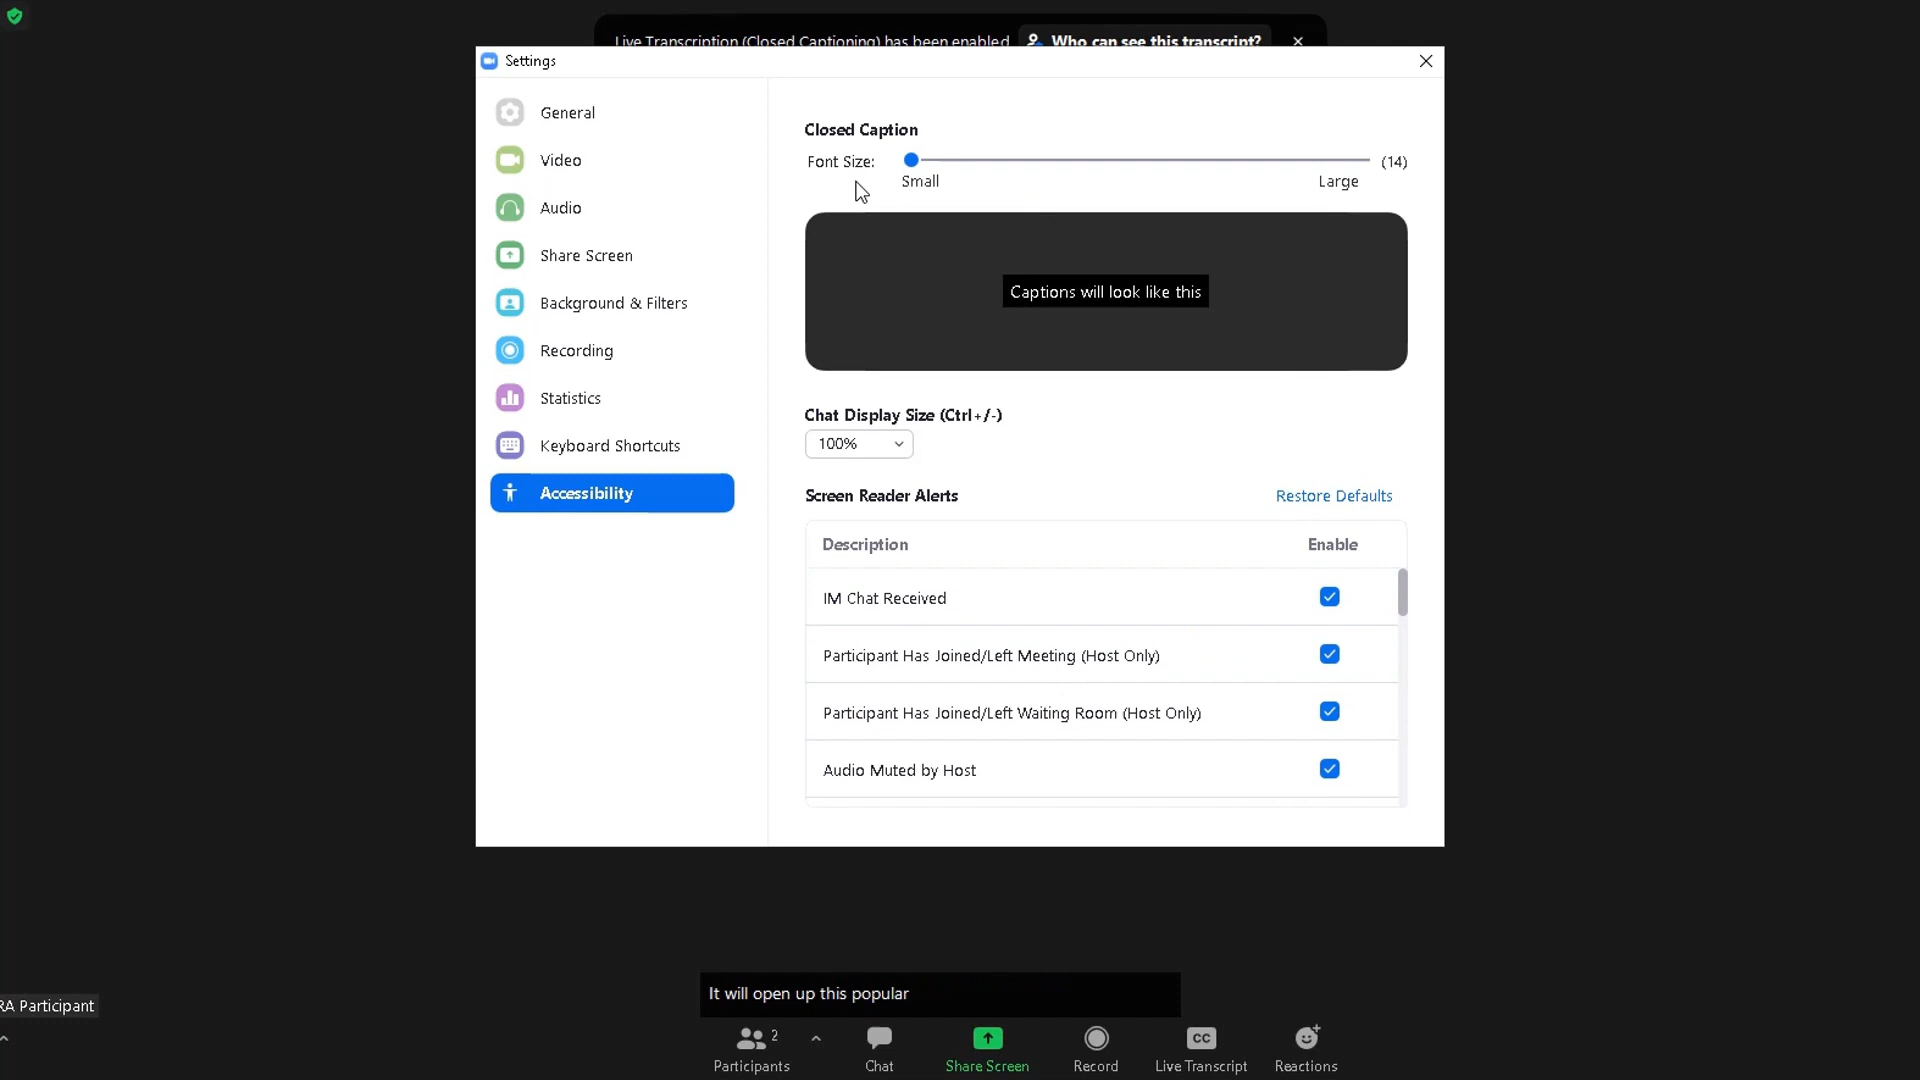 Live Transcription (Closed Captioning) has been enabled Who can see this transcript?
Settings
General
Video
Audio
Share Screen
Background & Filters
Recording
Statistics
Keyboard Shortcuts
Accessibility
Closed Caption
Font Size: (14)
Small Large
Captions will look like this
Chat Display Size (Ctrl+/-)
100%
Screen Reader Alerts Restore Defaults
Description Enable
IM Chat Received
Participant Has Joined/Left Meeting (Host Only)
Participant Has Joined/Left Waiting Room (Host Only)
Audio Muted by Host
It will open up this popular
RA Participant
2
CC
Participants Chat Share Screen Record Live Transcript Reactions